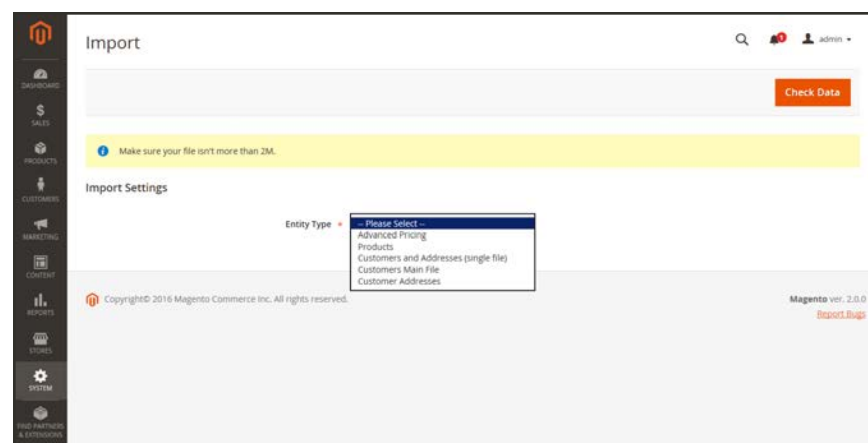 Import
1
admin
DASHBOARD
SALES
PRODUCTS
CUSTOMERS
MARKETING
CONTENT
REPORTS
STORES
SYSTEM
FIND PARTNERS
& EXTENSIONS
Check Data
Make sure your file isn't more than 2M.
Import Settings
Entity Type *
-- Please Select --
Advanced Pricing
Products
Customers and Addresses (single file)
Customers Main File
Customer Addresses
Copyright© 2016 Magento Commerce Inc. All rights reserved.
Magento ver. 2.0.0
Report Bugs